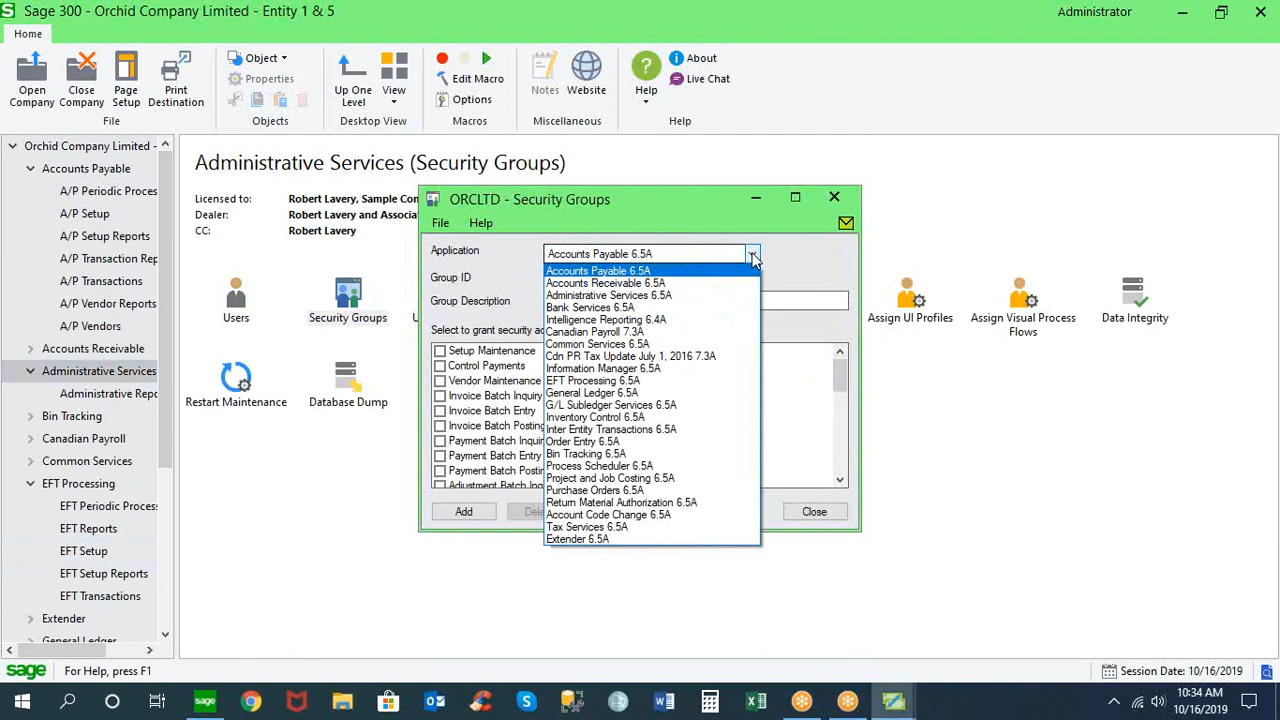 Sage 300 - Orchid Company Limited - Entity 1 & 5
Administrator
Home
Open Company
Close Company
Page Setup
Print Destination
File
Object
Properties
Objects
Up One Level
View
Desktop View
Edit Macro
Options
Macros
Notes
Website
Miscellaneous
Help
About
Live Chat
Help
Orchid Company Limited -
Accounts Payable
A/P Periodic Proces
A/P Setup
A/P Setup Reports
A/P Transaction Rep
A/P Transactions
A/P Vendor Reports
A/P Vendors
Accounts Receivable
Administrative Services
Administrative Repo
Bin Tracking
Canadian Payroll
Common Services
EFT Processing
EFT Periodic Proces
EFT Reports
EFT Setup
EFT Setup Reports
EFT Transactions
Extender
General Ledger
Administrative Services (Security Groups)
Licensed to: Robert Lavery, Sample Con
Dealer: Robert Lavery and Associat
CC: Robert Lavery
Users
Security Groups
U
Assign UI Profiles
Assign Visual Process Flows
Data Integrity
Restart Maintenance
Database Dump
ORCLTD - Security Groups
File
Help
Application
Accounts Payable 6.5A
Group ID
Group Description
Select to grant security ac
Setup Maintenance
Control Payments
Vendor Maintenance
Invoice Batch Inquiry
Invoice Batch Entry
Invoice Batch Posting
Payment Batch Inquir
Payment Batch Entry
Payment Batch Postin
Adjustment Batch Inq
Accounts Payable 6.5A
Accounts Receivable 6.5A
Administrative Services 6.5A
Bank Services 6.5A
Intelligence Reporting 6.4A
Canadian Payroll 7.3A
Common Services 6.5A
Cdn PR Tax Update July 1, 2016 7.3A
Information Manager 6.5A
EFT Processing 6.5A
General Ledger 6.5A
G/L Subledger Services 6.5A
Inventory Control 6.5A
Inter Entity Transactions 6.5A
Order Entry 6.5A
Bin Tracking 6.5A
Process Scheduler 6.5A
Project and Job Costing 6.5A
Purchase Orders 6.5A
Return Material Authorization 6.5A
Account Code Change 6.5A
Tax Services 6.5A
Extender 6.5A
Add
Dele
Close
sage
For Help, press F1
Session Date: 10/16/2019
10:34 AM
10/16/2019